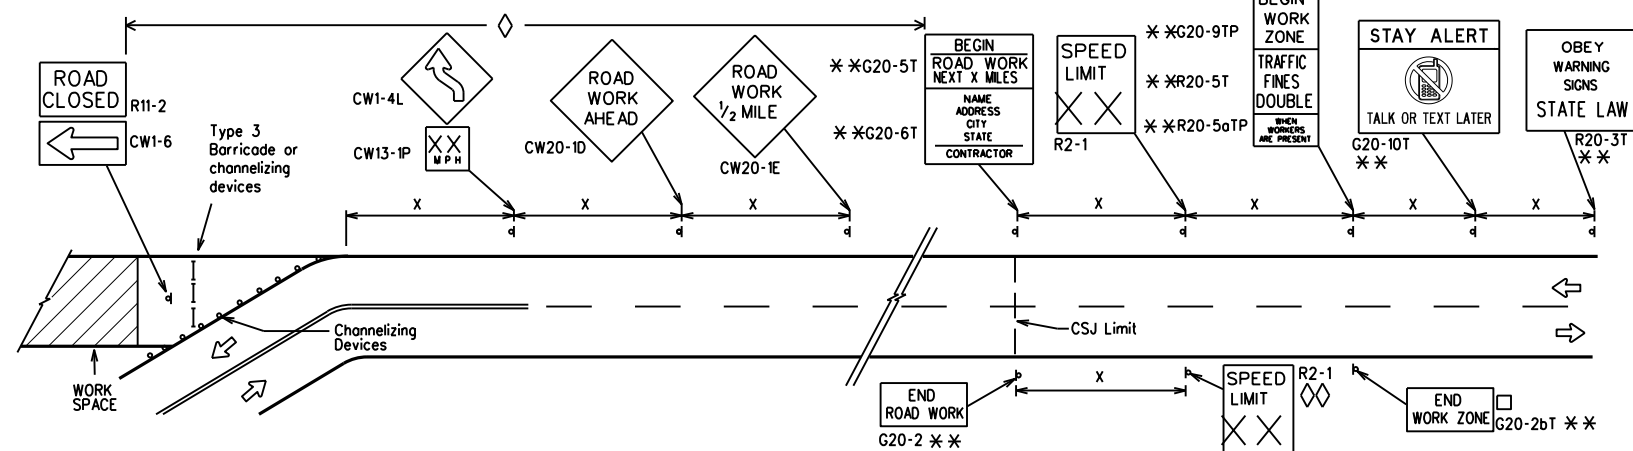 ROAD
CLOSED
R11-2
CW1-6
Type 3
Barricade or
channelizing
devices
CW1-4L
CW13-1P
X X
M P H
ROAD
WORK
AHEAD
CW20-1D
ROAD
WORK
1/2 MILE
CW20-1E
* *G20-5T
* *G20-6T
BEGIN
ROAD WORK
NEXT X MILES
NAME
ADDRESS
CITY
STATE
CONTRACTOR
SPEED
LIMIT
X X
R2-1
* *G20-9TP
* *R20-5T
* *R20-5aTP
BEGIN
WORK
ZONE
TRAFFIC
FINES
DOUBLE
WHEN
WORKERS
ARE PRESENT
STAY ALERT
TALK OR TEXT LATER
G20-10T
* *
OBEY
WARNING
SIGNS
STATE LAW
R20-3T
* *
X
X
X
X
X
X
X
Channelizing
Devices
WORK
SPACE
CSJ Limit
END
ROAD WORK
G20-2 * *
X
SPEED
LIMIT
X X
R2-1
END
WORK ZONE
G20-2bT * *